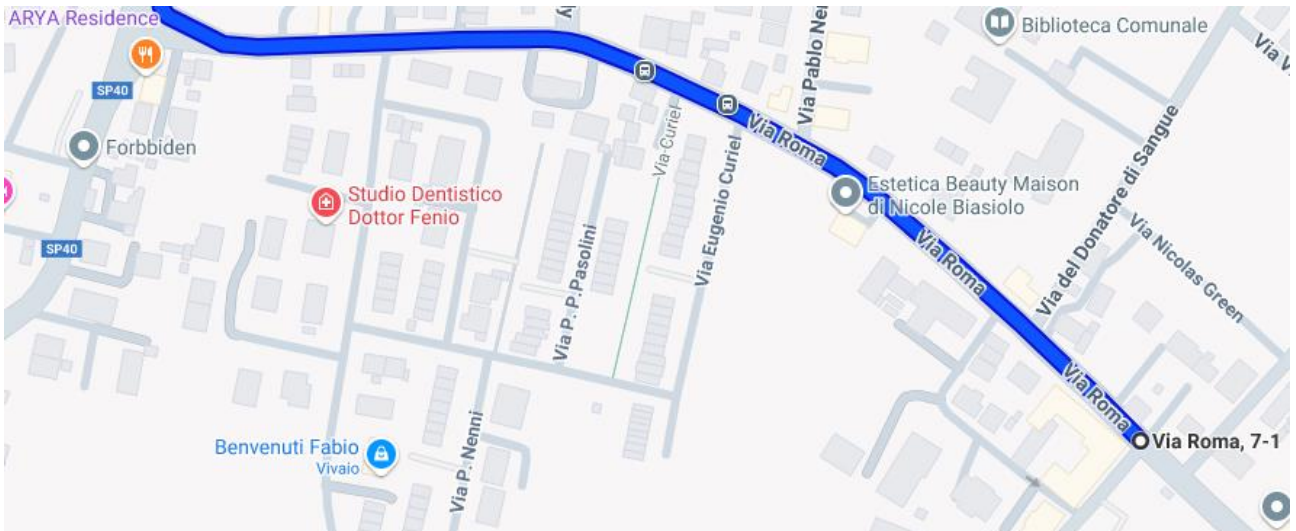 ARYA Residence
Biblioteca Comunale
SP40
Via Pablo Nenni
Via Roma
Via Curiel
Forbbiden
Via del Donatore di Sangue
Studio Dentistico
Dottor Fenio
Estetica Beauty Maison
di Nicole Biasiolo
Via Eugenio Curiel
Via Nicolas Green
SP40
Via Roma
Via P. P.Pasolini
Via Roma
Via P. Nenni
Via Roma, 7-1
Benvenuti Fabio
Vivaio